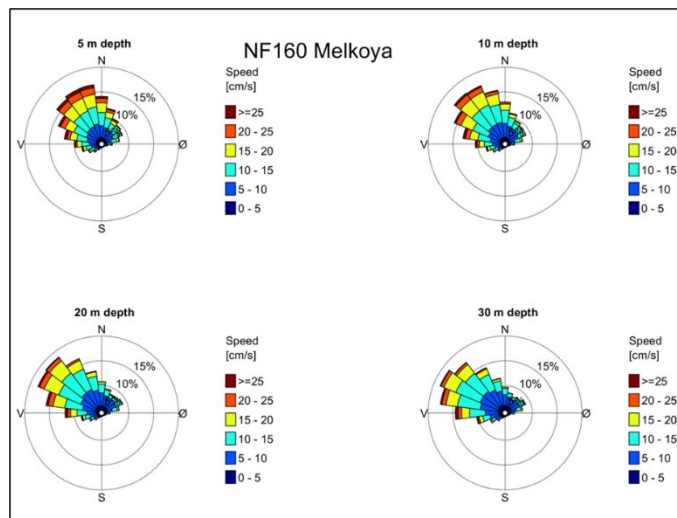 NF160 Melkoya
5 m depth
N
15%
10%
V
Ø
S
Speed
[cm/s]
>=25
20 - 25
15 - 20
10 - 15
5 - 10
0 - 5
10 m depth
N
15%
10%
V
Ø
S
Speed
[cm/s]
>=25
20 - 25
15 - 20
10 - 15
5 - 10
0 - 5
20 m depth
N
15%
10%
V
Ø
S
Speed
[cm/s]
>=25
20 - 25
15 - 20
10 - 15
5 - 10
0 - 5
30 m depth
N
15%
10%
V
Ø
S
Speed
[cm/s]
>=25
20 - 25
15 - 20
10 - 15
5 - 10
0 - 5